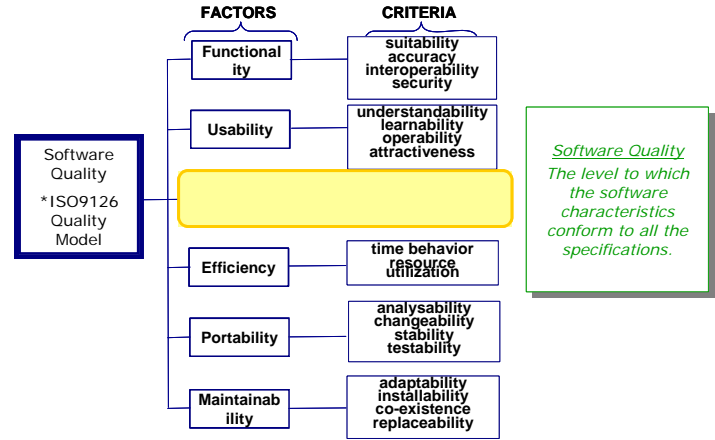 FACTORS
CRITERIA
Functional
ity
suitability
accuracy
interoperability
security
Usability
understandability
learnability
operability
attractiveness
Software
Quality
*ISO9126
Quality
Model
Efficiency
time behavior
resource
utilization
Portability
analysability
changeability
stability
testability
Maintainab
ility
adaptability
installability
co-existence
replaceability
Software Quality
The level to which
the software
characteristics
conform to all the
specifications.